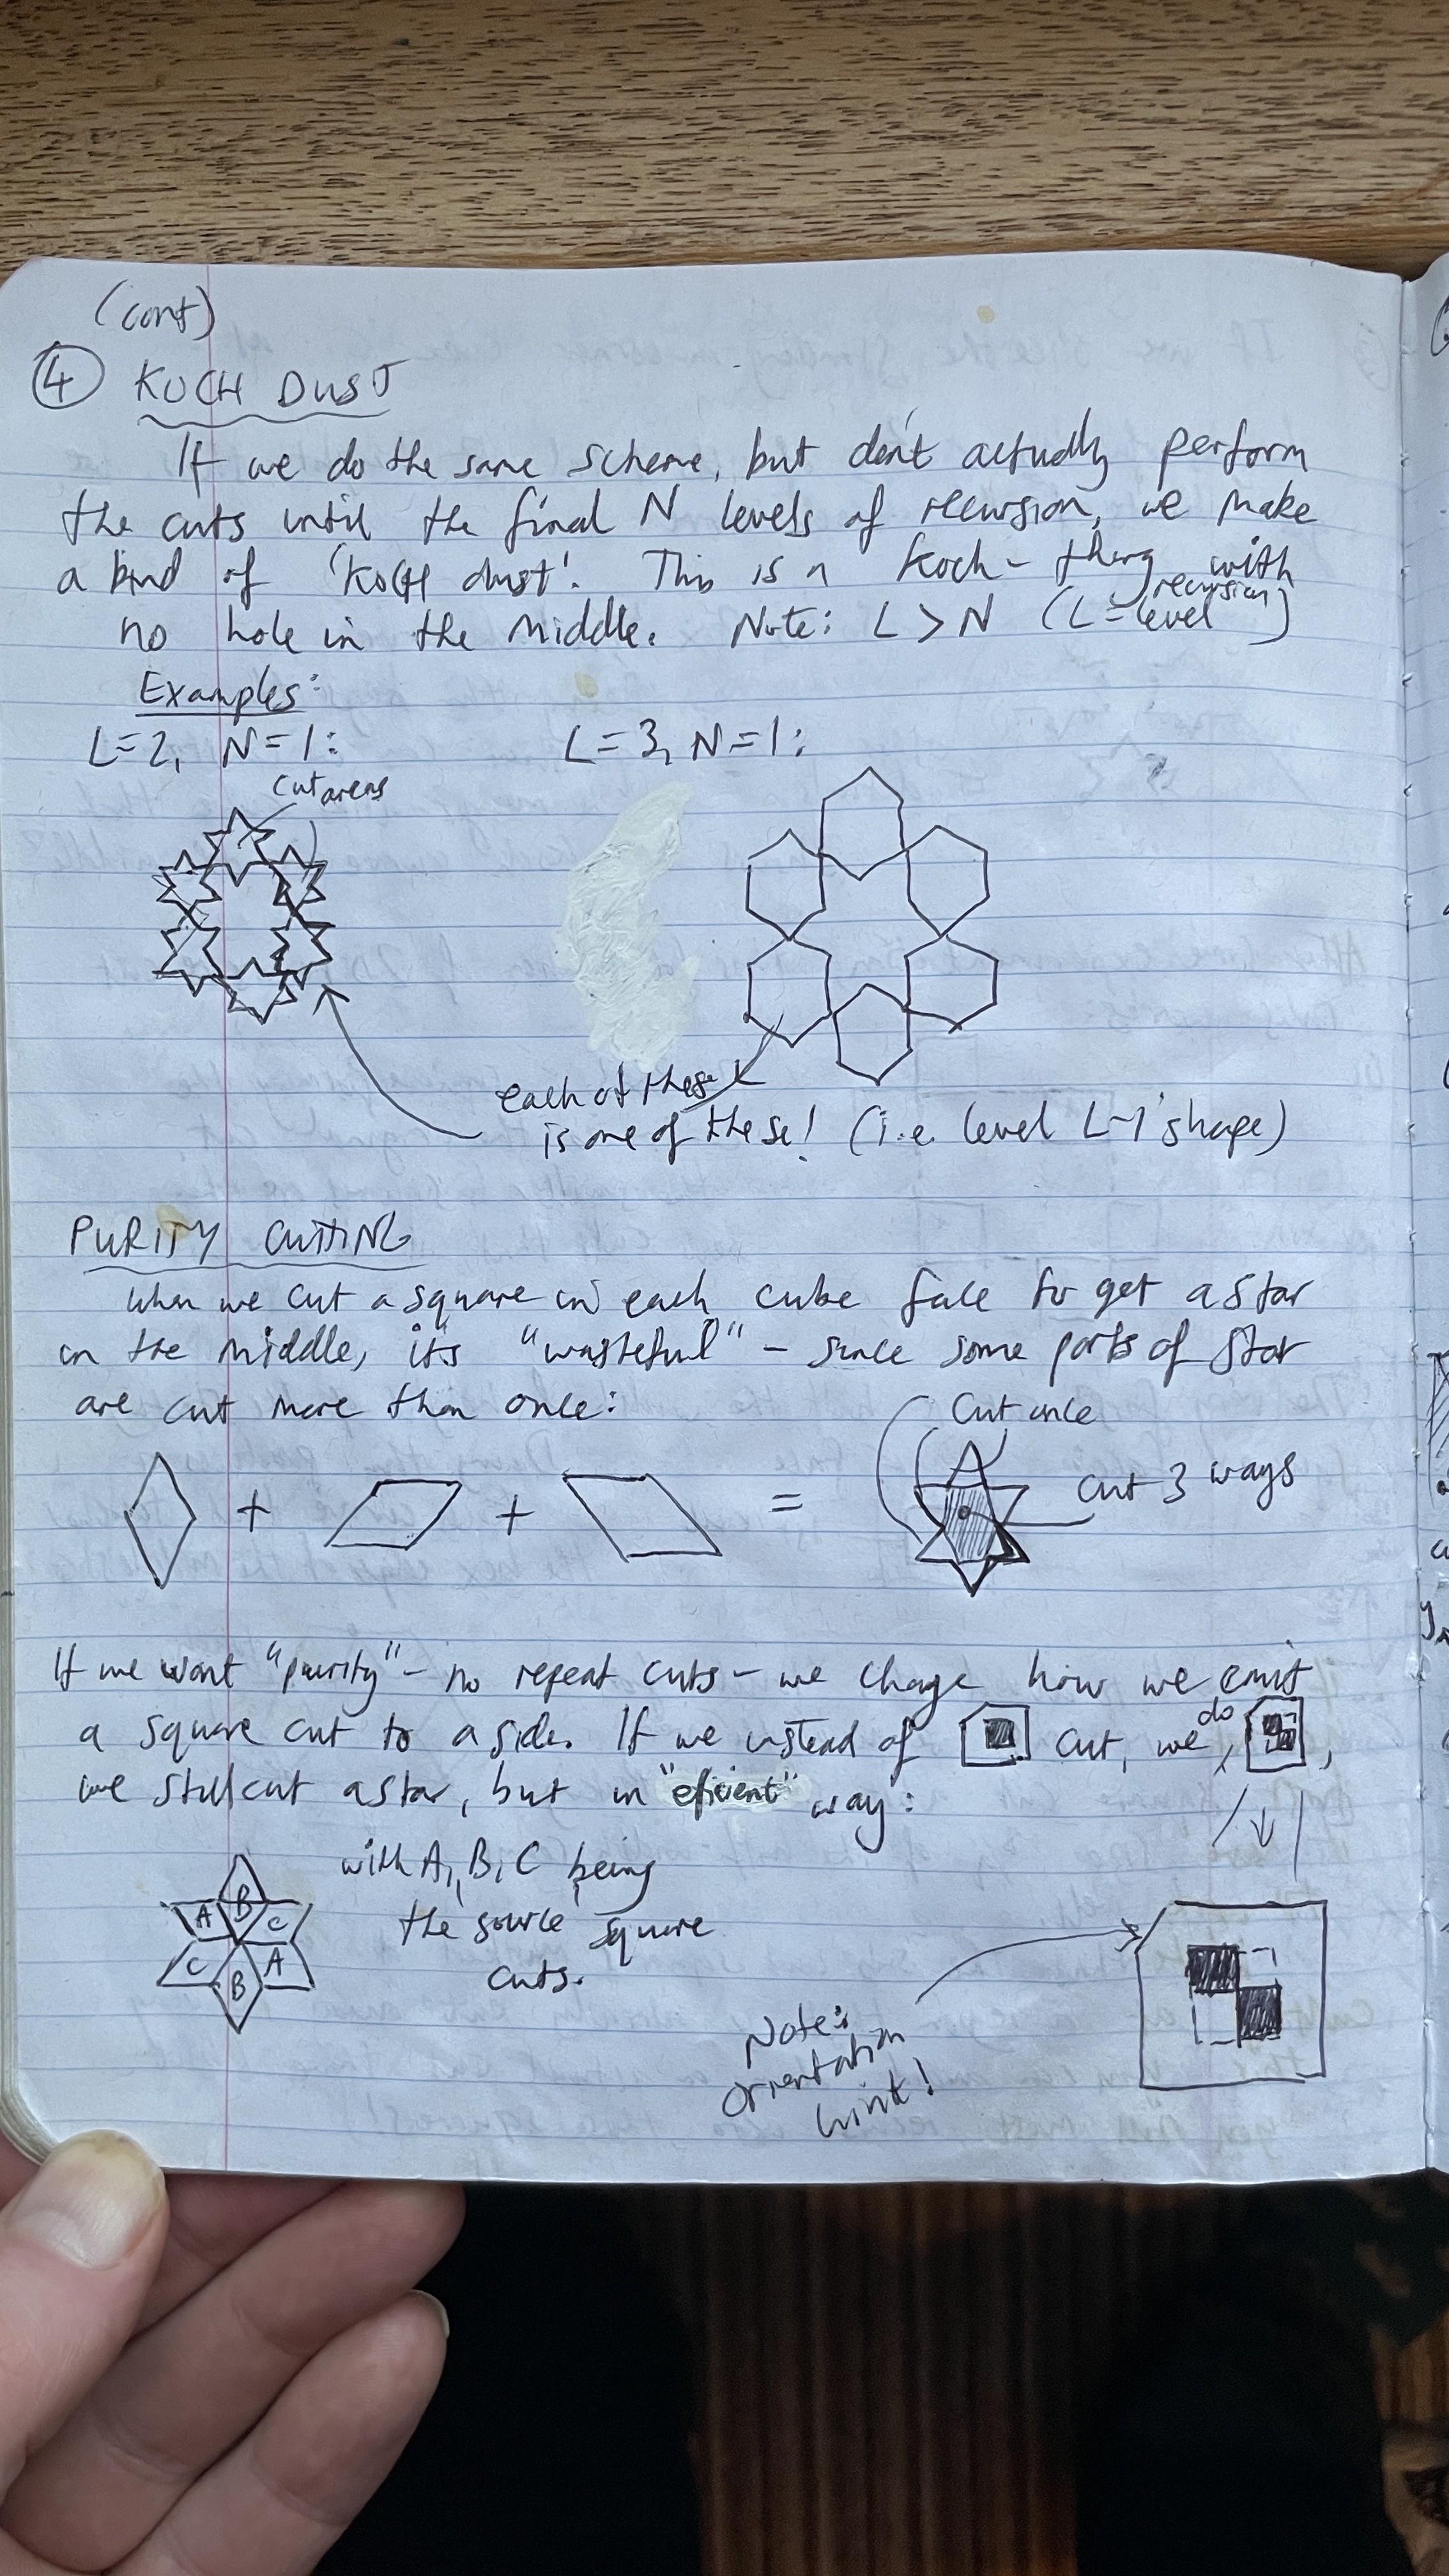 (cont)
④ KOCH DUST
If we do the same scheme, but don't actually perform
the cuts until the final N levels of recursion, we make
a kind of 'KOCH dust'. This is a Koch-thing with
no hole in the middle. Note: L > N (L = recursion level)
Examples:
L=2, N=1:
L=3, N=1:
cut areas
each of these
is one of these! (i.e. level L-1 shape)
PURITY CUTTING
When we cut a square in each cube face to get a star
in the middle, its "wasteful" - since some parts of star
are cut more than once:
Cut once
+ + =
Cut 3 ways
If we want "purity" - no repeat cuts - we change how we emit
a square cut to a side. If we instead of cut, we do,
we still cut a star, but in "eficient" way:
with A, B, C being
the source square
cuts.
B
A C
C A
B
Note:
orientation